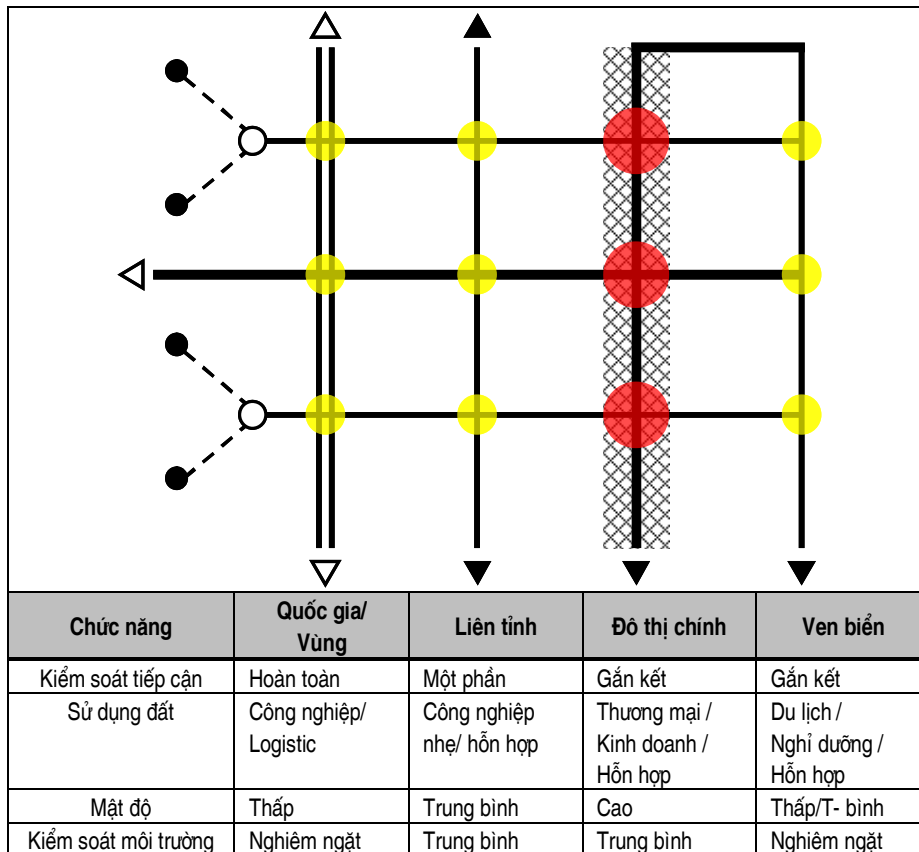 Chức năng
Quốc gia/
Vùng
Liên tỉnh
Đô thị chính
Ven biển
Kiểm soát tiếp cận
Hoàn toàn
Một phần
Gắn kết
Gắn kết
Sử dụng đất
Công nghiệp/
Logistic
Công nghiệp
nhẹ/ hỗn hợp
Thương mại /
Kinh doanh /
Hỗn hợp
Du lịch /
Nghỉ dưỡng /
Hỗn hợp
Mật độ
Thấp
Trung bình
Cao
Thấp/T- bình
Kiểm soát môi trường
Nghiêm ngặt
Trung bình
Trung bình
Nghiêm ngặt